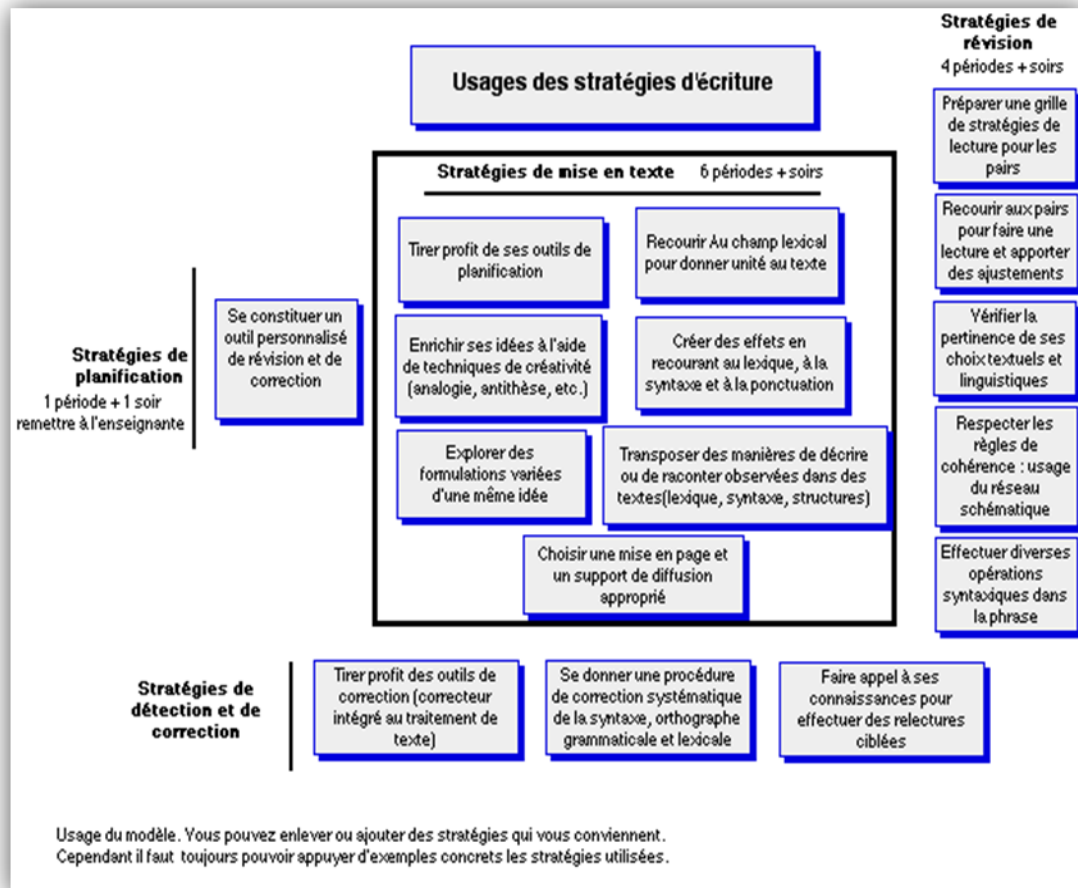 Usages des stratégies d'écriture
Stratégies de
révision
4 périodes + soirs
Préparer une grille
de stratégies de
lecture pour les
pairs
Recourir aux pairs
pour faire une
lecture et apporter
des ajustements
Vérifier la
pertinence de ses
choix textuels et
linguistiques
Respecter les
règles de
cohérence : usage
du réseau
schématique
Effectuer diverses
opérations
syntaxiques dans
la phrase
Stratégies de mise en texte 6 périodes + soirs
Tirer profit de ses outils de
planification
Recourir Au champ lexical
pour donner unité au texte
Enrichir ses idées à l'aide
de techniques de créativité
(analogie, antithèse, etc.)
Créer des effets en
recourant au lexique, à la
syntaxe et à la ponctuation
Explorer des
formulations variées
d'une même idée
Transposer des manières de décrire
ou de raconter observées dans des
textes(lexique, syntaxe, structures)
Choisir une mise en page et
un support de diffusion
approprié
Stratégies de
planification
1 période + 1 soir
remettre à l'enseignante
Se constituer un
outil personnalisé
de révision et de
correction
Stratégies de
détection et de
correction
Tirer profit des outils de
correction (correcteur
intégré au traitement de
texte)
Se donner une procédure
de correction systématique
de la syntaxe, orthographe
grammaticale et lexicale
Faire appel à ses
connaissances pour
effectuer des relectures
ciblées
Usage du modèle. Vous pouvez enlever ou ajouter des stratégies qui vous conviennent.
Cependant il faut toujours pouvoir appuyer d'exemples concrets les stratégies utilisées.